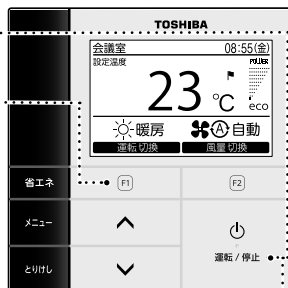 TOSHIBA
会議室 08:55(金)
設定温度 POWER
23 °C eco
暖房 A 自動
運転切換 風量切換
省エネ F1 F2
メニュー
運転 / 停止
とりけし